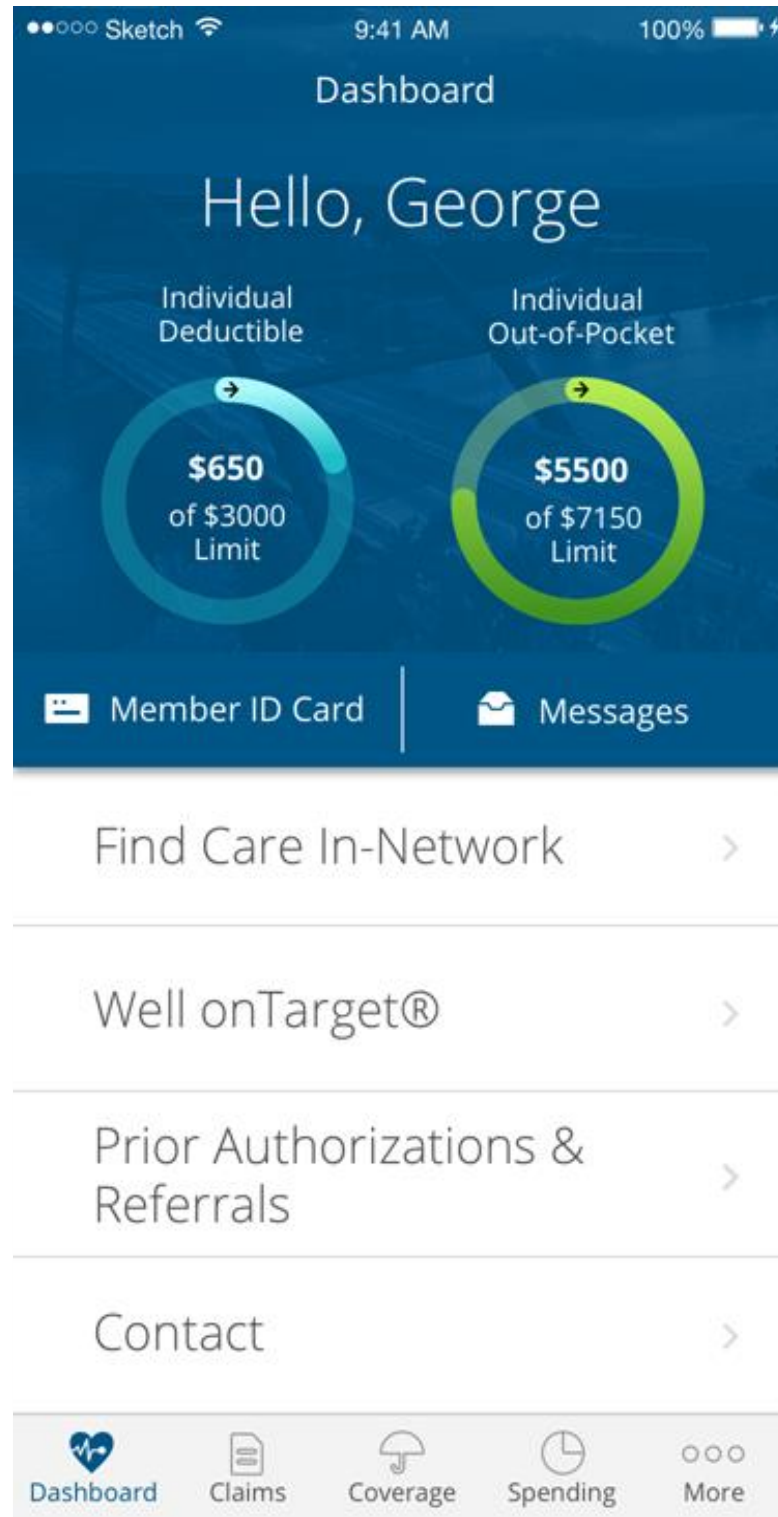 Sketch 9:41 AM 100%
Dashboard
Hello, George
Individual
Deductible
$650
of $3000
Limit
Individual
Out-of-Pocket
$5500
of $7150
Limit
Member ID Card
Messages
Find Care In-Network
Well onTarget®
Prior Authorizations &
Referrals
Contact
Dashboard
Claims
Coverage
Spending
More